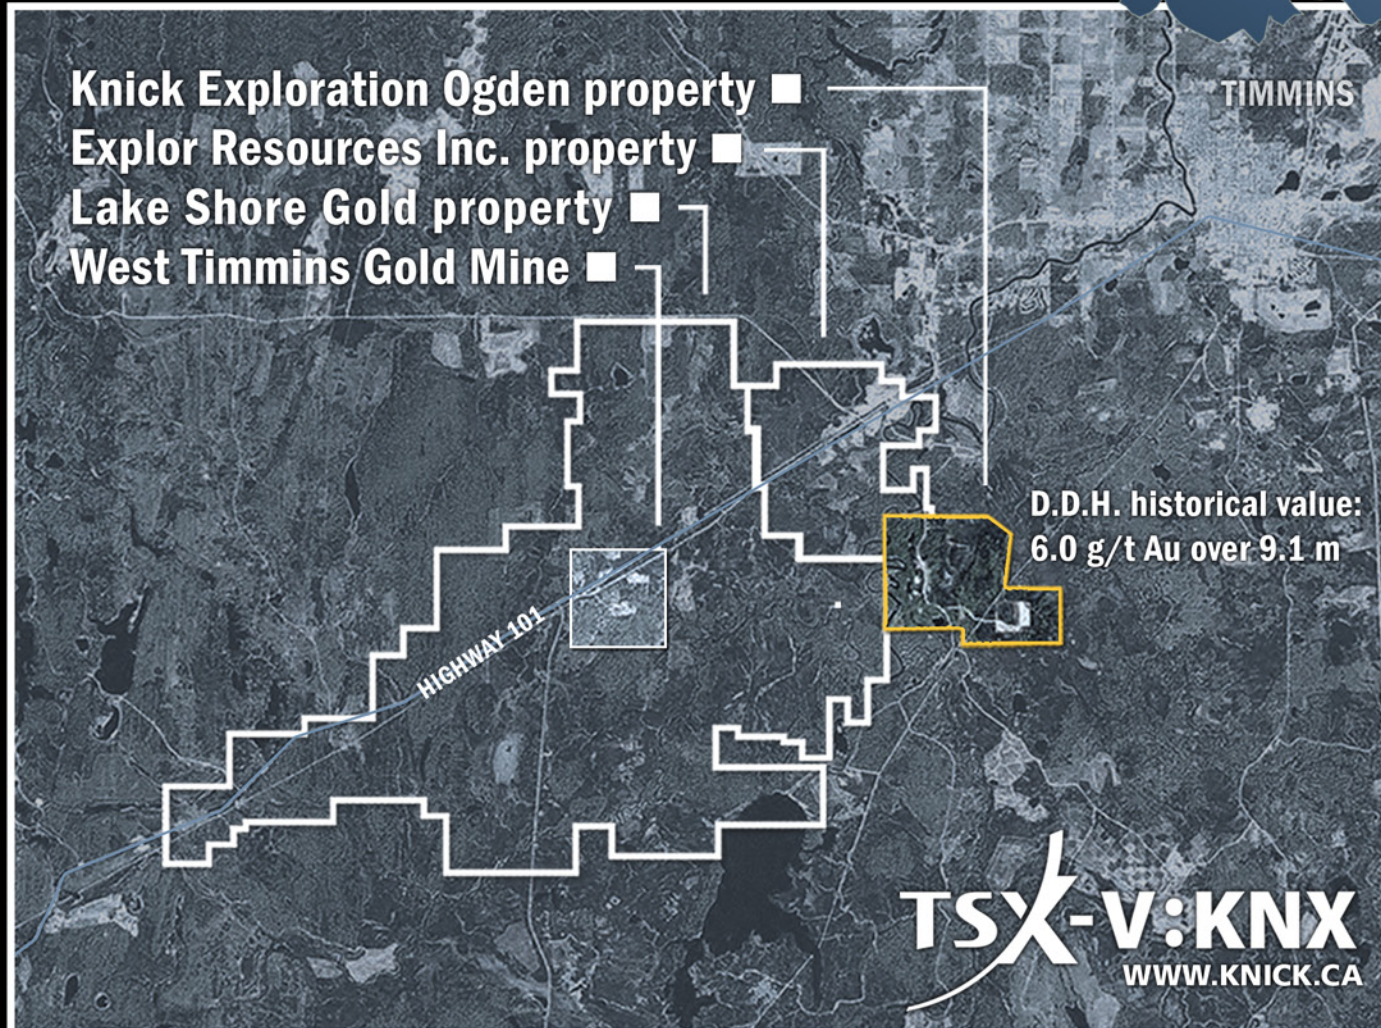 Knick Exploration Ogden property
Explor Resources Inc. property
Lake Shore Gold property
West Timmins Gold Mine
TIMMINS
D.D.H. historical value:
6.0 g/t Au over 9.1 m
HIGHWAY 101
TSX-V:KNX
WWW.KNICK.CA